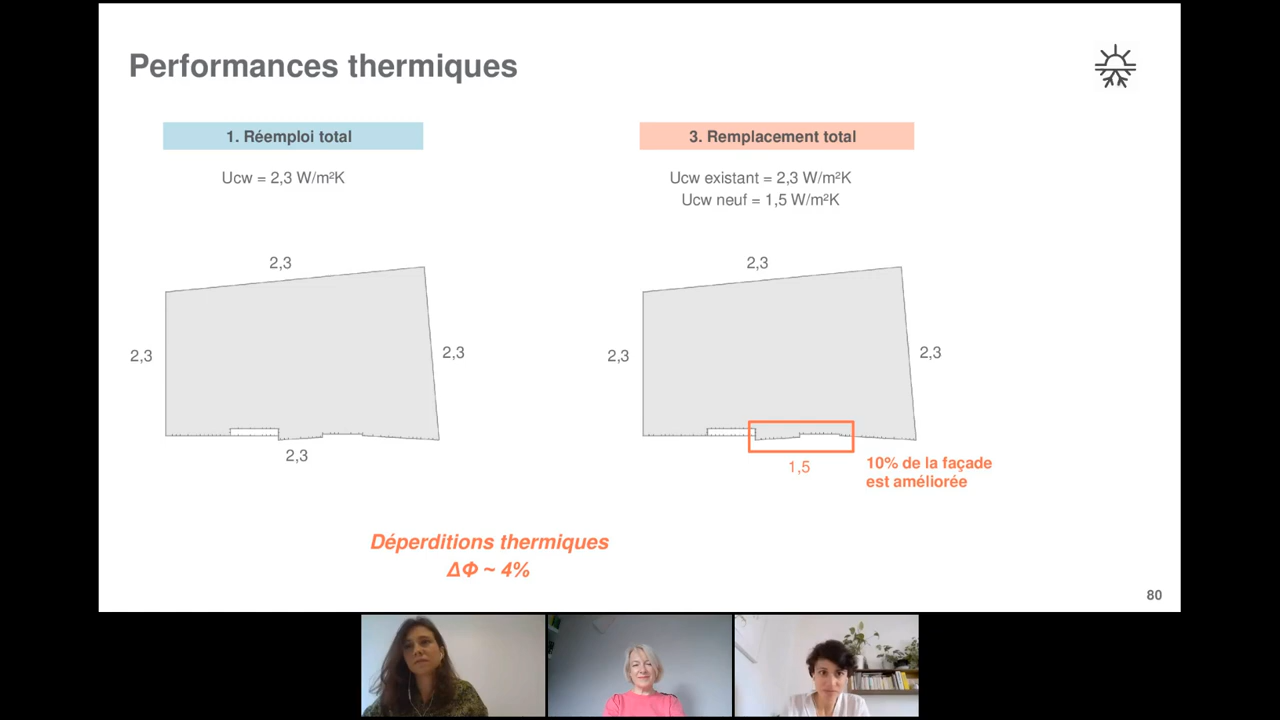 Performances thermiques
1. Réemploi total
Ucw = 2,3 W/m²K
2,3
2,3
2,3
2,3
3. Remplacement total
Ucw existant = 2,3 W/m²K
Ucw neuf = 1,5 W/m²K
2,3
2,3
2,3
1,5
10% de la façade
est améliorée
Déperditions thermiques
ΔΦ ~ 4%
80